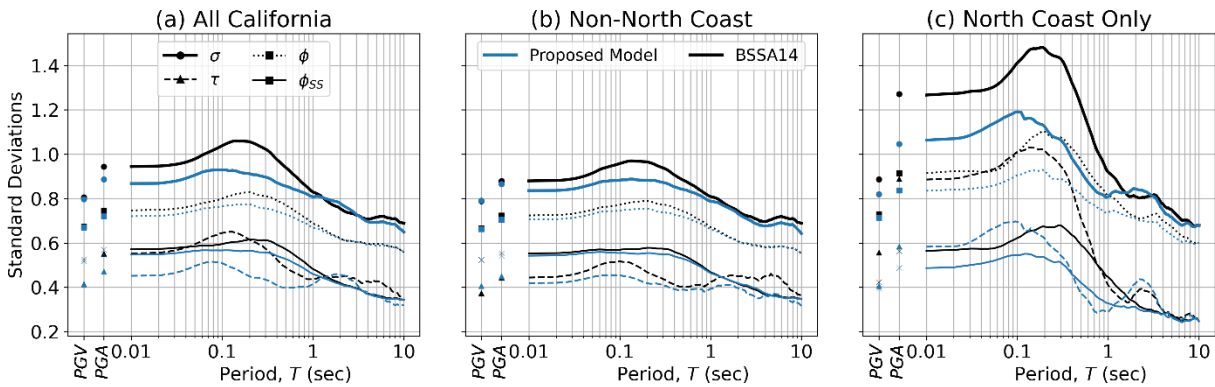 (a) All California
(b) Non-North Coast
(c) North Coast Only
σ
ϕ
τ
ϕSS
Proposed Model
BSSA14
Standard Deviations
1.4
1.2
1.0
0.8
0.6
0.4
0.2
PGV
PGA
0.01
0.1
1
10
Period, T (sec)
PGV
PGA
0.01
0.1
1
10
Period, T (sec)
PGV
PGA
0.01
0.1
1
10
Period, T (sec)